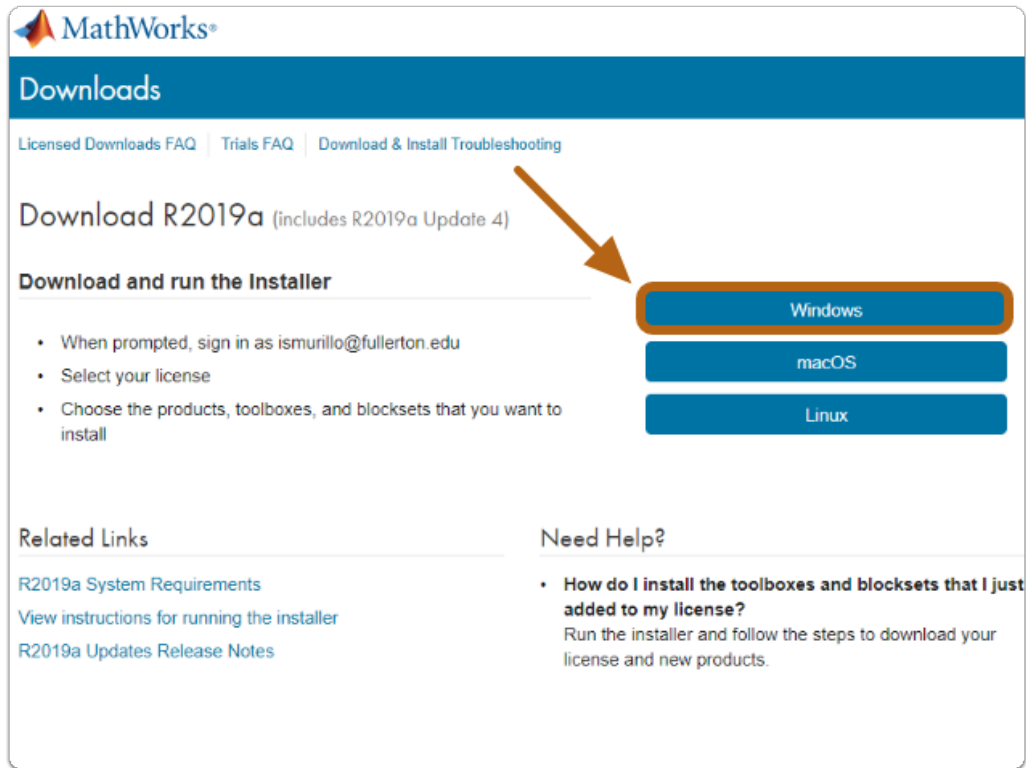 MathWorks®
Downloads
Licensed Downloads FAQ | Trials FAQ | Download & Install Troubleshooting
Download R2019a (includes R2019a Update 4)
Download and run the Installer
• When prompted, sign in as ismurillo@fullerton.edu
• Select your license
• Choose the products, toolboxes, and blocksets that you want to
install
Windows
macOS
Linux
Related Links
R2019a System Requirements
View instructions for running the installer
R2019a Updates Release Notes
Need Help?
• How do I install the toolboxes and blocksets that I just
added to my license?
Run the installer and follow the steps to download your
license and new products.